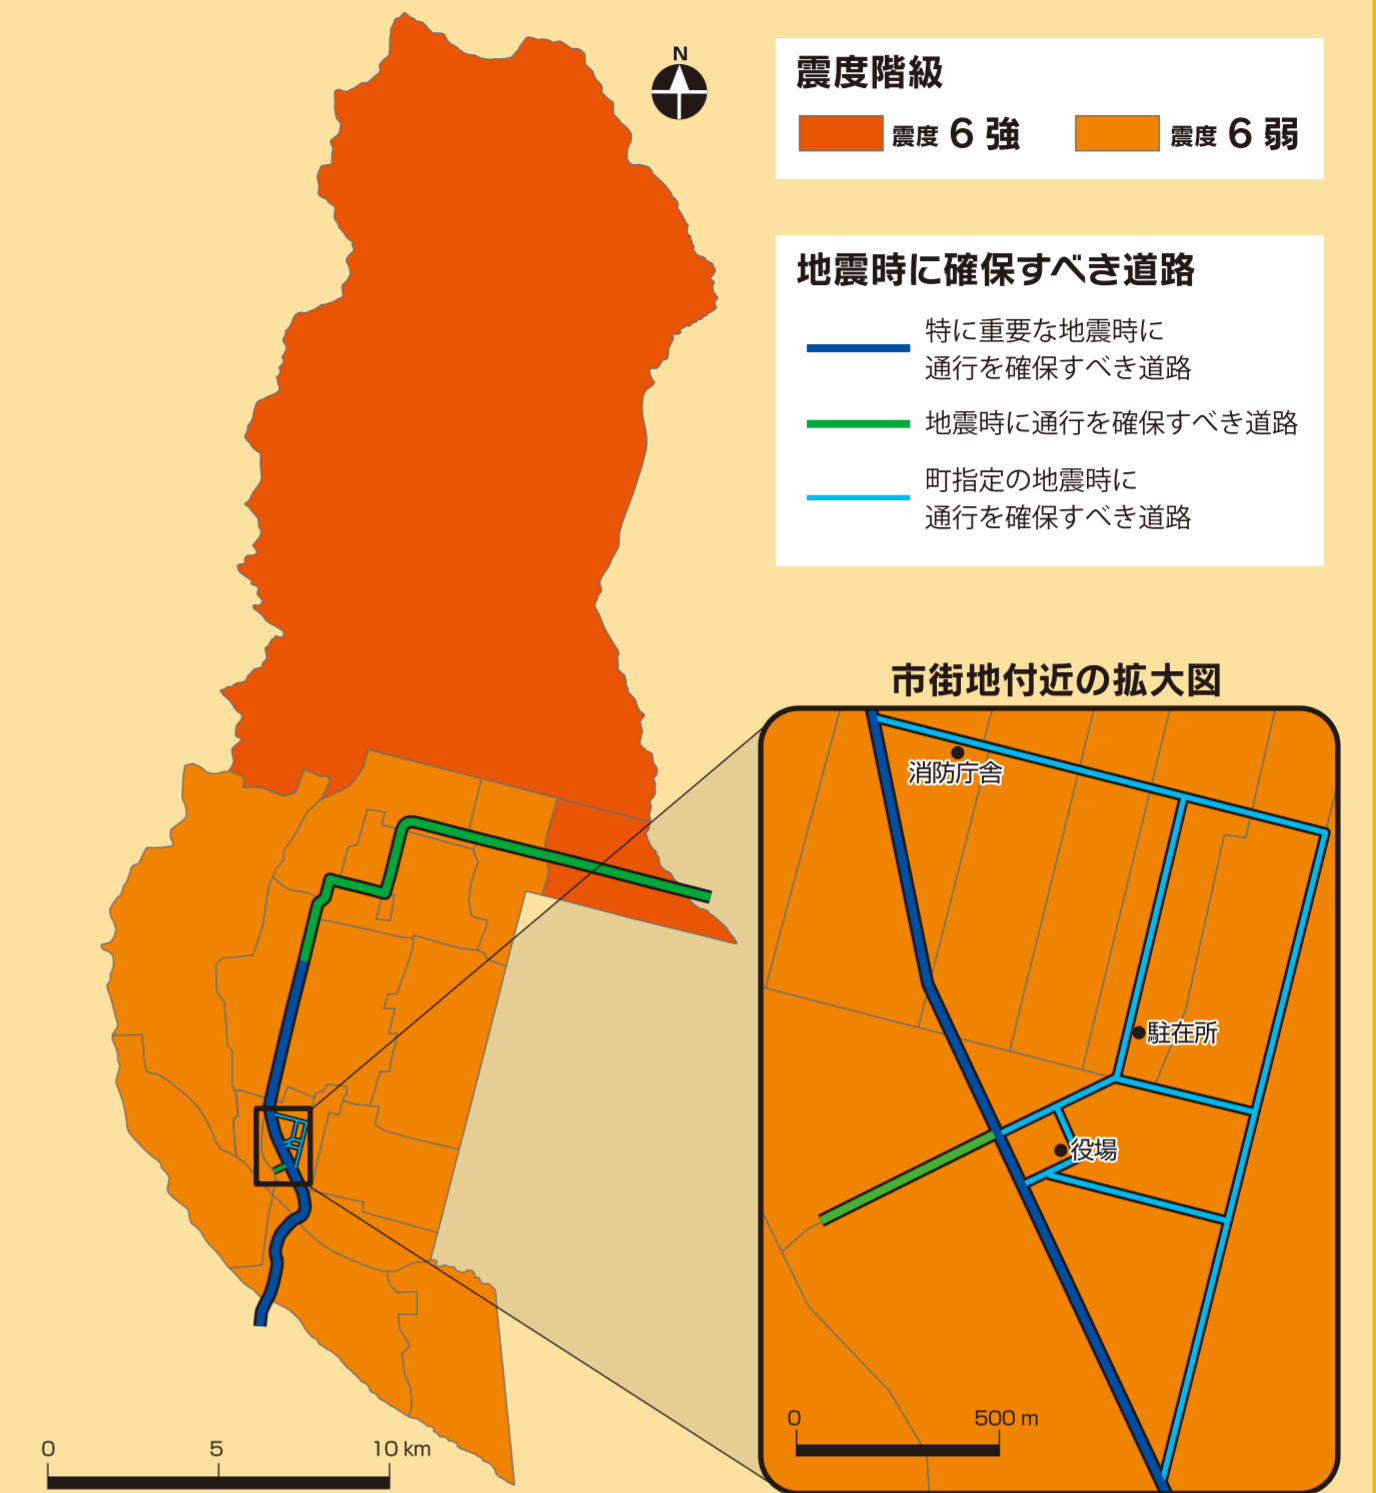 N
震度階級
震度 6 強
震度 6 弱
地震時に確保すべき道路
特に重要な地震時に
通行を確保すべき道路
地震時に通行を確保すべき道路
町指定の地震時に
通行を確保すべき道路
市街地付近の拡大図
消防庁舎
駐在所
役場
0 500 m
0 5 10 km